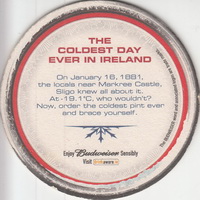 THE
COLDEST DAY
EVER IN IRELAND
On January 16, 1881,
the locals near Markree Castle,
Sligo knew all about it.
At -19.1°C, who wouldn't?
Now, order the coldest pint ever
and brace yourself.
Enjoy Budweiser Sensibly
Visit